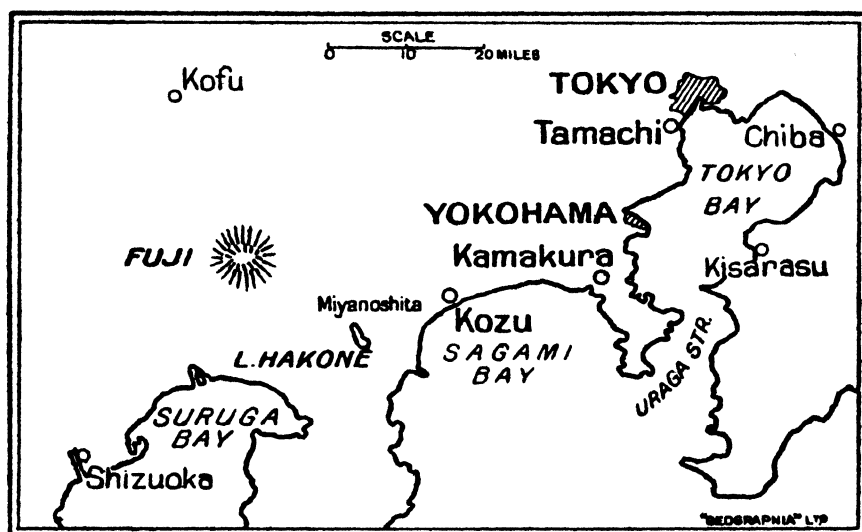 SCALE
0 10 20 MILES
Kofu
TOKYO
Tamachi
Chiba
TOKYO
BAY
YOKOHAMA
FUJI
Kamakura
Kisarasu
Miyanoshita
Kozu
L. HAKONE
SAGAMI
BAY
URAGA STR.
SURUGA
BAY
Shizuoka
"GEOGRAPHIA" LTD